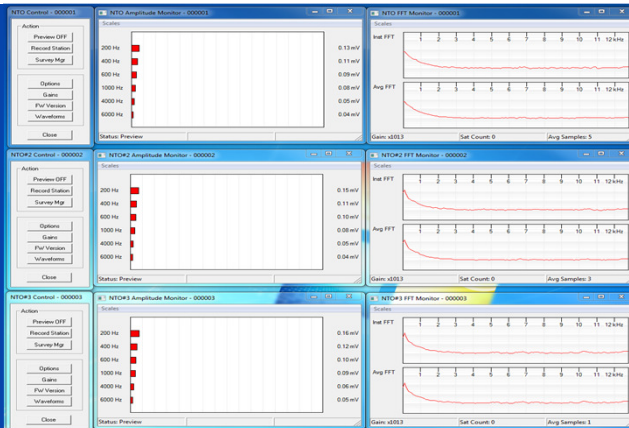 NTO Control - 000001
Action
Preview OFF
Record Station
Survey Mgr
Options
Gains
FW Version
Waveforms
Close
NTO Amplitude Monitor - 000001
Scales
200 Hz 0.13 mV
400 Hz 0.11 mV
600 Hz 0.09 mV
1000 Hz 0.08 mV
4000 Hz 0.05 mV
6000 Hz 0.04 mV
Status: Preview
NTO FFT Monitor - 000001
Scales
Inst FFT
1 2 3 4 5 6 7 8 9 10 11 12 kHz
Avg FFT
1 2 3 4 5 6 7 8 9 10 11 12 kHz
Gain: x1013 Sat Count: 0 Avg Samples: 5
NTO#2 Control - 000002
Action
Preview OFF
Record Station
Survey Mgr
Options
Gains
FW Version
Waveforms
Close
NTO#2 Amplitude Monitor - 000002
Scales
200 Hz 0.15 mV
400 Hz 0.11 mV
600 Hz 0.10 mV
1000 Hz 0.08 mV
4000 Hz 0.05 mV
6000 Hz 0.04 mV
Status: Preview
NTO#2 FFT Monitor - 000002
Scales
Inst FFT
1 2 3 4 5 6 7 8 9 10 11 12 kHz
Avg FFT
1 2 3 4 5 6 7 8 9 10 11 12 kHz
Gain: x1013 Sat Count: 0 Avg Samples: 3
NTO#3 Control - 000003
Action
Preview OFF
Record Station
Survey Mgr
Options
Gains
FW Version
Waveforms
Close
NTO#3 Amplitude Monitor - 000003
Scales
200 Hz 0.16 mV
400 Hz 0.12 mV
600 Hz 0.10 mV
1000 Hz 0.09 mV
4000 Hz 0.06 mV
6000 Hz 0.05 mV
Status: Preview
NTO#3 FFT Monitor - 000003
Scales
Inst FFT
1 2 3 4 5 6 7 8 9 10 11 12 kHz
Avg FFT
1 2 3 4 5 6 7 8 9 10 11 12 kHz
Gain: x1013 Sat Count: 0 Avg Samples: 1